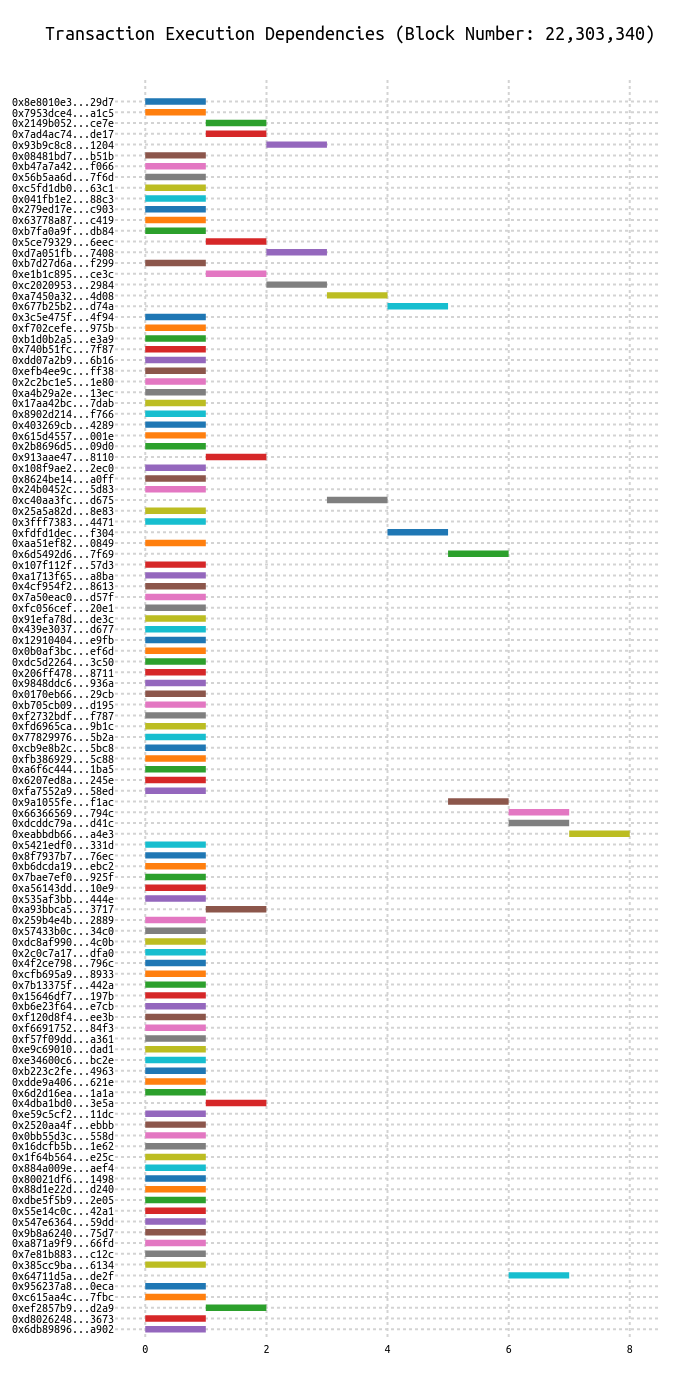 Transaction Execution Dependencies (Block Number: 22,303,340)
0x8e8010e3...29d7
0x7953dce4...a1c5
0x2149b052...ce7e
0x7ad4ac74...de17
0x93b9c8c8...1204
0x08481bd7...b51b
0xb47a7a42...f066
0x56b5aa6d...7f6d
0xc5fd1db0...63c1
0x041fb1e2...88c3
0x279ed17e...c903
0x63778a87...c419
0xb7fa0a9f...db84
0x5ce79329...6eec
0xd7a051fb...7408
0xb7d27d6a...f299
0xe1b1c895...ce3c
0xc2020953...2984
0xa7450a32...4d08
0x677b25b2...d74a
0x3c5e475f...4f94
0xf702cefe...975b
0xb1d0b2a5...e3a9
0x740b51fc...7f87
0xdd07a2b9...6b16
0xefb4ee9c...ff38
0x2c2bc1e5...1e80
0xa4b29a2e...13ec
0x17aa42bc...7dab
0x8902d214...f766
0x403269cb...4289
0x615d4557...001e
0x2b8696d5...09d0
0x913aae47...8110
0x108f9ae2...2ec0
0x8624be14...a0ff
0x24b0452c...5d83
0xc40aa3fc...d675
0x25a5a82d...8e83
0x3fff7383...4471
0xfdfd1dec...f304
0xaa51ef82...0849
0x6d5492d6...7f69
0x107f112f...57d3
0xa1713f65...a8ba
0x4cf954f2...8613
0x7a50eac0...d57f
0xfc056cef...20e1
0x91efa78d...de3c
0x439e3037...d677
0x12910404...e9fb
0x0b0af3bc...ef6d
0xdc5d2264...3c50
0x206ff478...8711
0x9848ddc6...936a
0x0170eb66...29cb
0xb705cb09...d195
0xf2732bdf...f787
0xfd6965ca...9b1c
0x77829976...5b2a
0xcb9e8b2c...5bc8
0xfb386929...5c88
0xa6f6c444...1ba5
0x6207ed8a...245e
0xfa7552a9...58ed
0x9a1055fe...f1ac
0x66366569...794c
0xdcddc79a...d41c
0xeabbdb66...a4e3
0x5421edf0...331d
0x8f7937b7...76ec
0xb6dcda19...ebc2
0x7bae7ef0...925f
0xa56143dd...10e9
0x535af3bb...444e
0xa93bbca5...3717
0x259b4e4b...2889
0x57433b0c...34c0
0xdc8af990...4c0b
0x2c0c7a17...dfa0
0x4f2ce798...796c
0xcfb695a9...8933
0x7b13375f...442a
0x15646df7...197b
0xb6e23f64...e7cb
0xf120d8f4...ee3b
0xf6691752...84f3
0xf57f09dd...a361
0xe9c69010...dad1
0xe34600c6...bc2e
0xb223c2fe...4963
0xdde9a406...621e
0x6d2d16ea...1a1a
0x4dba1bd0...3e5a
0xe59c5cf2...11dc
0x2520aa4f...ebbb
0x0bb55d3c...558d
0x16dcfb5b...1e62
0x1f64b564...e25c
0x884a009e...aef4
0x80021df6...1498
0x88d1e22d...d240
0xdbe5f5b9...2e05
0x55e14c0c...42a1
0x547e6364...59dd
0x9b8a6240...75d7
0xa871a9f9...66fd
0x7e81b883...c12c
0x385cc9ba...6134
0x64711d5a...de2f
0x956237a8...0eca
0xc615aa4c...7fbc
0xef2857b9...d2a9
0xd8026248...3673
0x6db89896...a902
0 2 4 6 8